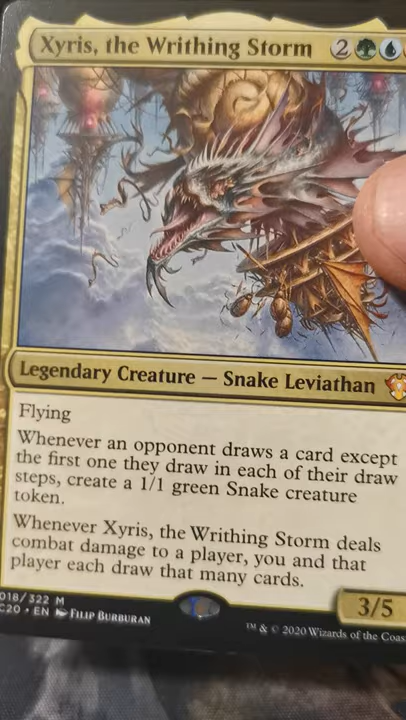 Xyris, the Writhing Storm 2
Legendary Creature — Snake Leviathan
Flying
Whenever an opponent draws a card except
the first one they draw in each of their draw
steps, create a 1/1 green Snake creature
token.
Whenever Xyris, the Writhing Storm deals
combat damage to a player, you and that
player each draw that many cards.
3/5
018/322 M
C20 • EN Filip Burburan
™ & © 2020 Wizards of the Coas